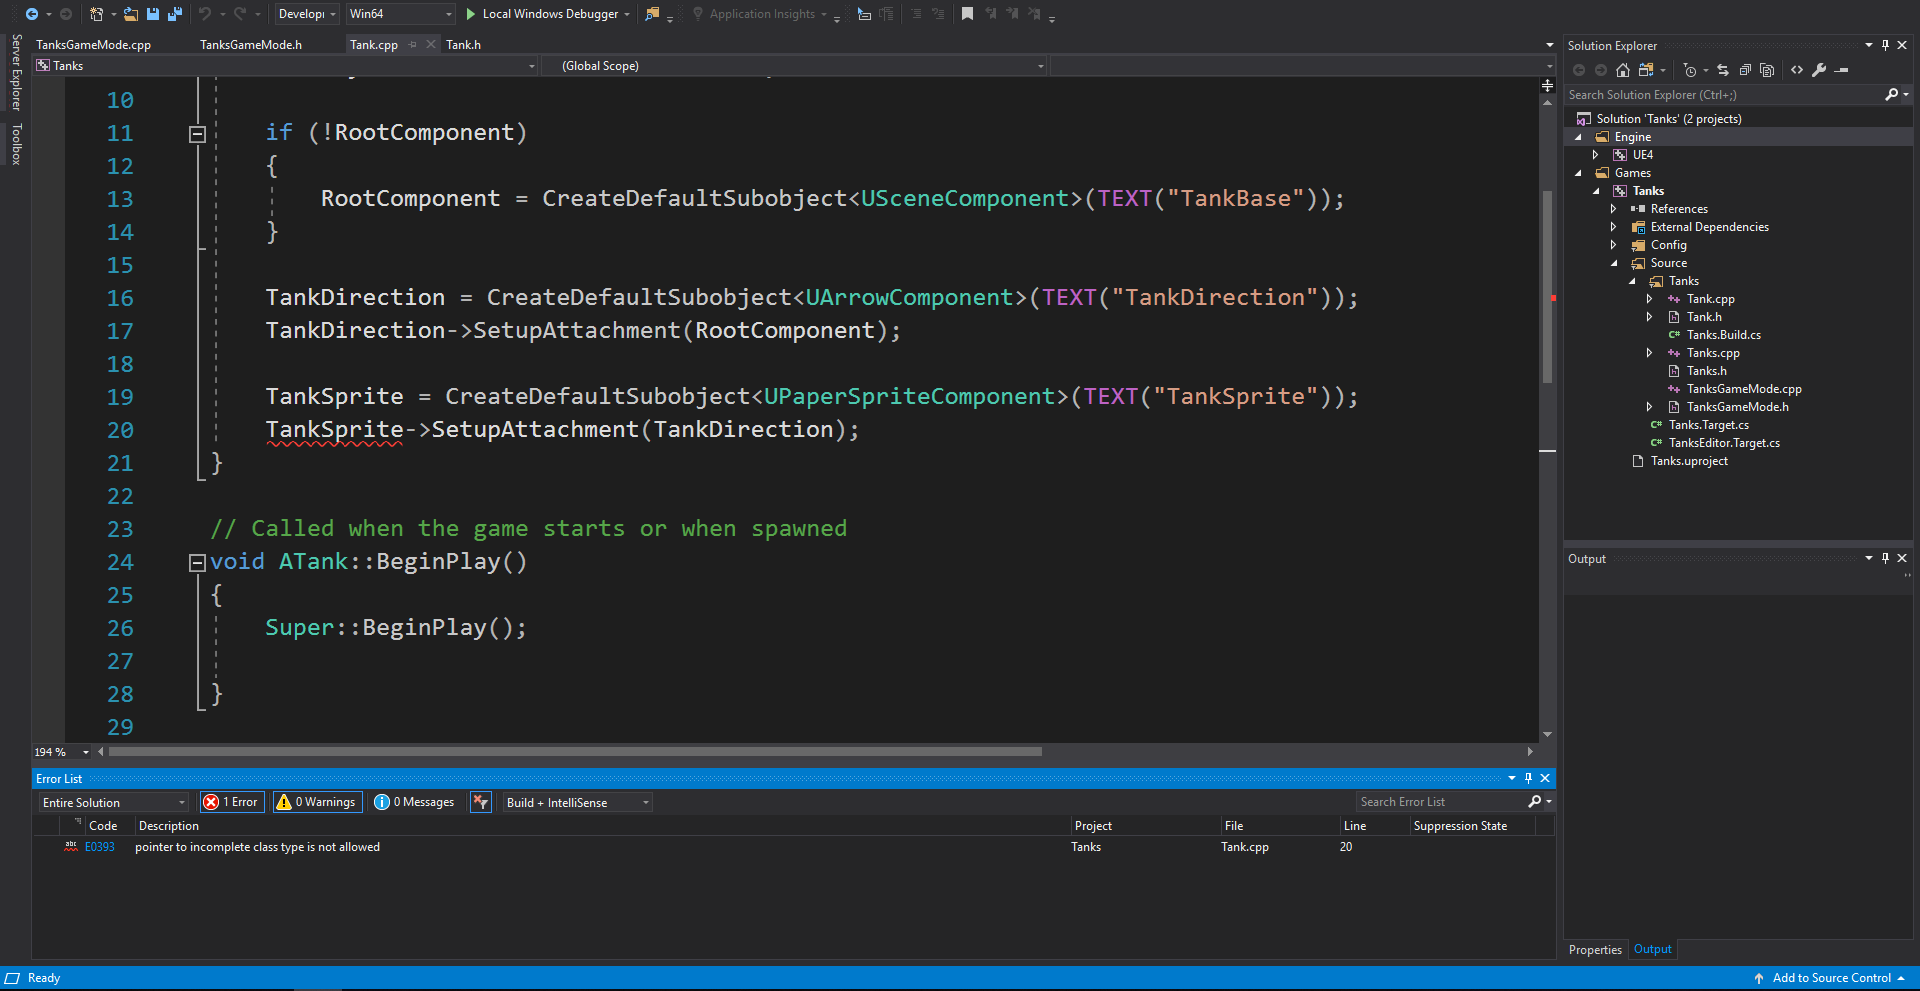 Develop
Win64
Local Windows Debugger
Application Insights
Server Explorer
Toolbox
TanksGameMode.cpp
TanksGameMode.h
Tank.cpp
Tank.h
Tanks
(Global Scope)
10
11 if (!RootComponent)
12 {
13 RootComponent = CreateDefaultSubobject<USceneComponent>(TEXT("TankBase"));
14 }
15
16 TankDirection = CreateDefaultSubobject<UArrowComponent>(TEXT("TankDirection"));
17 TankDirection->SetupAttachment(RootComponent);
18
19 TankSprite = CreateDefaultSubobject<UPaperSpriteComponent>(TEXT("TankSprite"));
20 TankSprite->SetupAttachment(TankDirection);
21 }
22
23 // Called when the game starts or when spawned
24 void ATank::BeginPlay()
25 {
26 Super::BeginPlay();
27
28 }
29
194 %
Error List
Entire Solution
1 Error
0 Warnings
0 Messages
Build + IntelliSense
Search Error List
Code Description Project File Line Suppression State
abc E0393 pointer to incomplete class type is not allowed Tanks Tank.cpp 20
Solution Explorer
Search Solution Explorer (Ctrl+;)
Solution 'Tanks' (2 projects)
Engine
UE4
Games
Tanks
References
External Dependencies
Config
Source
Tanks
Tank.cpp
Tank.h
C# Tanks.Build.cs
Tanks.cpp
Tanks.h
TanksGameMode.cpp
TanksGameMode.h
C# Tanks.Target.cs
C# TanksEditor.Target.cs
Tanks.uproject
Output
Properties
Output
Ready
Add to Source Control